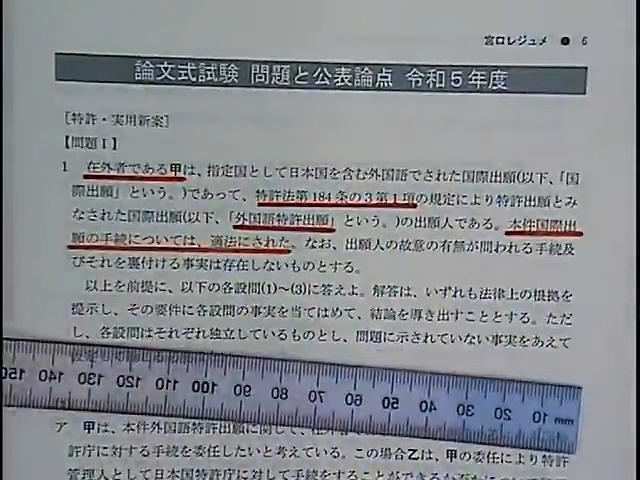 宮口レジュメ ● 5
論文式試験 問題と公表論点 令和5年度
[特許・実用新案]
【問題Ⅰ】
1 在外者である甲は、指定国として日本国を含む外国語でされた国際出願(以下、「国
際出願」という。)であって、特許法第184条の3第1項の規定により特許出願とみ
なされた国際出願(以下、「外国語特許出願」という。)の出願人である。本件国際出
願の手続については、適法にされた。なお、出願人の故意の有無が問われる手続及
びそれを裏付ける事実は存在しないものとする。
以上を前提に、以下の各設問(1)〜(3)に答えよ。解答は、いずれも法律上の根拠を
提示し、その要件に各設問の事実を当てはめて、結論を導き出すこととする。ただ
し、各設問はそれぞれ独立しているものとし、問題に示されていない事実をあえて
150 140 130 120 110 100 90 80 70 60 50 40 30 20 10 mm
ア 甲は、本件外国語特許出願に関して、
許庁に対する手続を委任したいと考えている。この場合乙は、甲の委任により特許
管理人として日本国特許庁に対して手続をすることができる